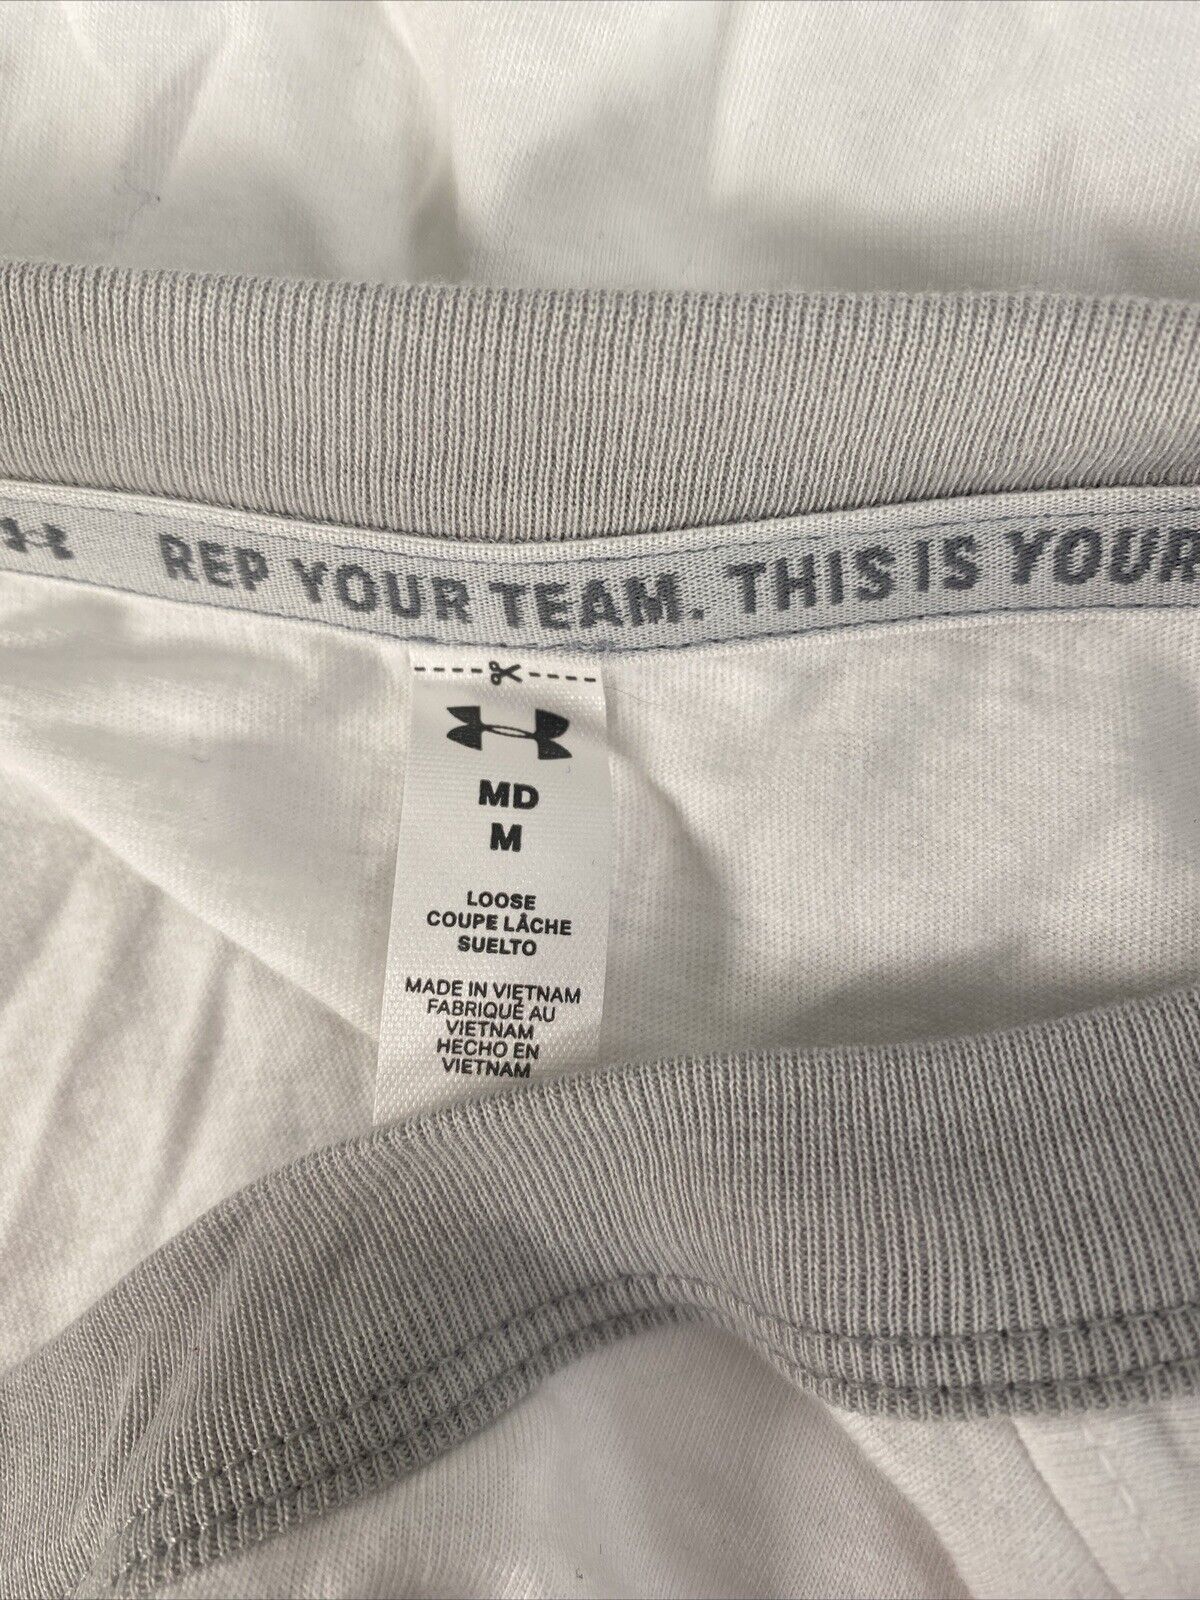 REP YOUR TEAM. THIS IS YOUR
MD
M
LOOSE
COUPE LÂCHE
SUELTO
MADE IN VIETNAM
FABRIQUÉ AU
VIETNAM
HECHO EN
VIETNAM